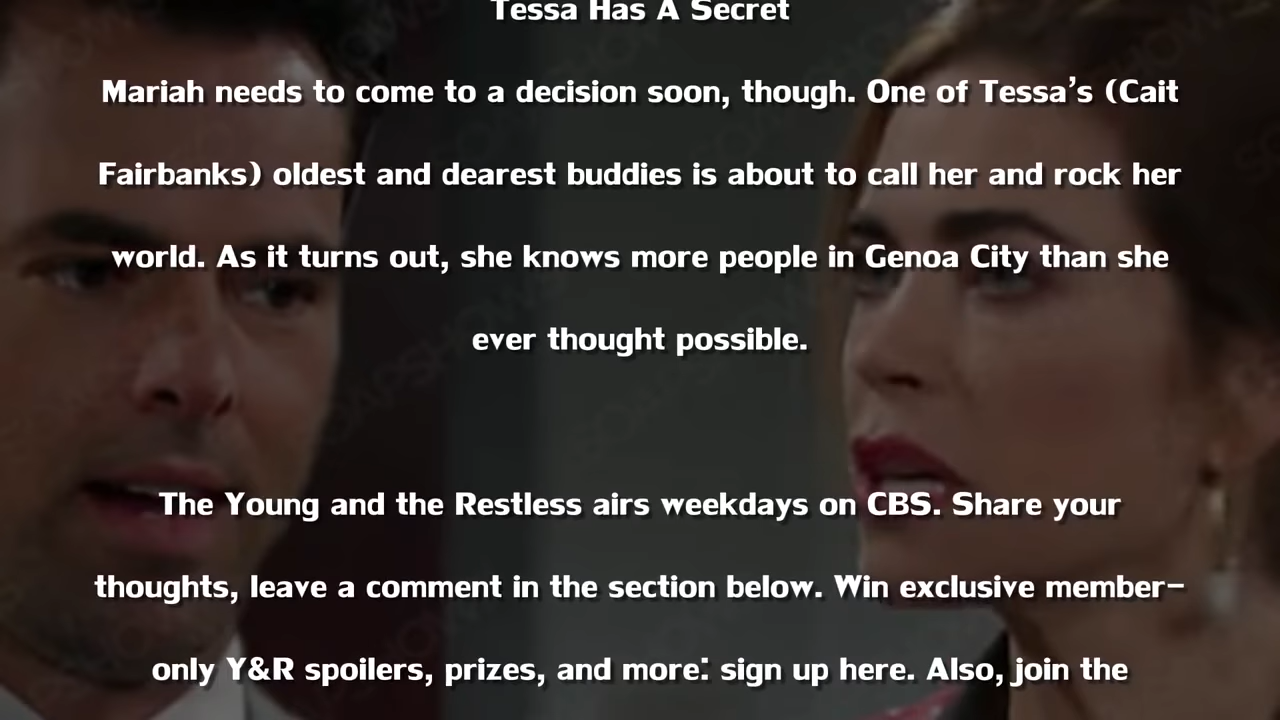 Tessa Has A Secret
Mariah needs to come to a decision soon, though. One of Tessa’s (Cait
Fairbanks) oldest and dearest buddies is about to call her and rock her
world. As it turns out, she knows more people in Genoa City than she
ever thought possible.
The Young and the Restless airs weekdays on CBS. Share your
thoughts, leave a comment in the section below. Win exclusive member-
only Y&R spoilers, prizes, and more: sign up here. Also, join the